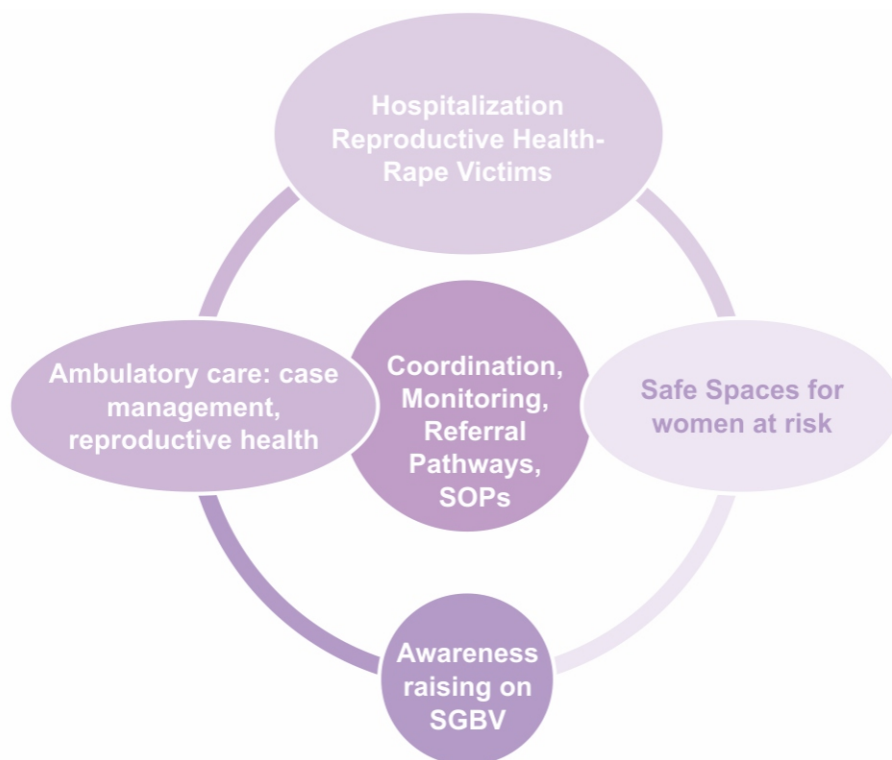 Hospitalization
Reproductive Health-
Rape Victims
Ambulatory care: case
management,
reproductive health
Coordination,
Monitoring,
Referral
Pathways,
SOPs
Safe Spaces for
women at risk
Awareness
raising on
SGBV